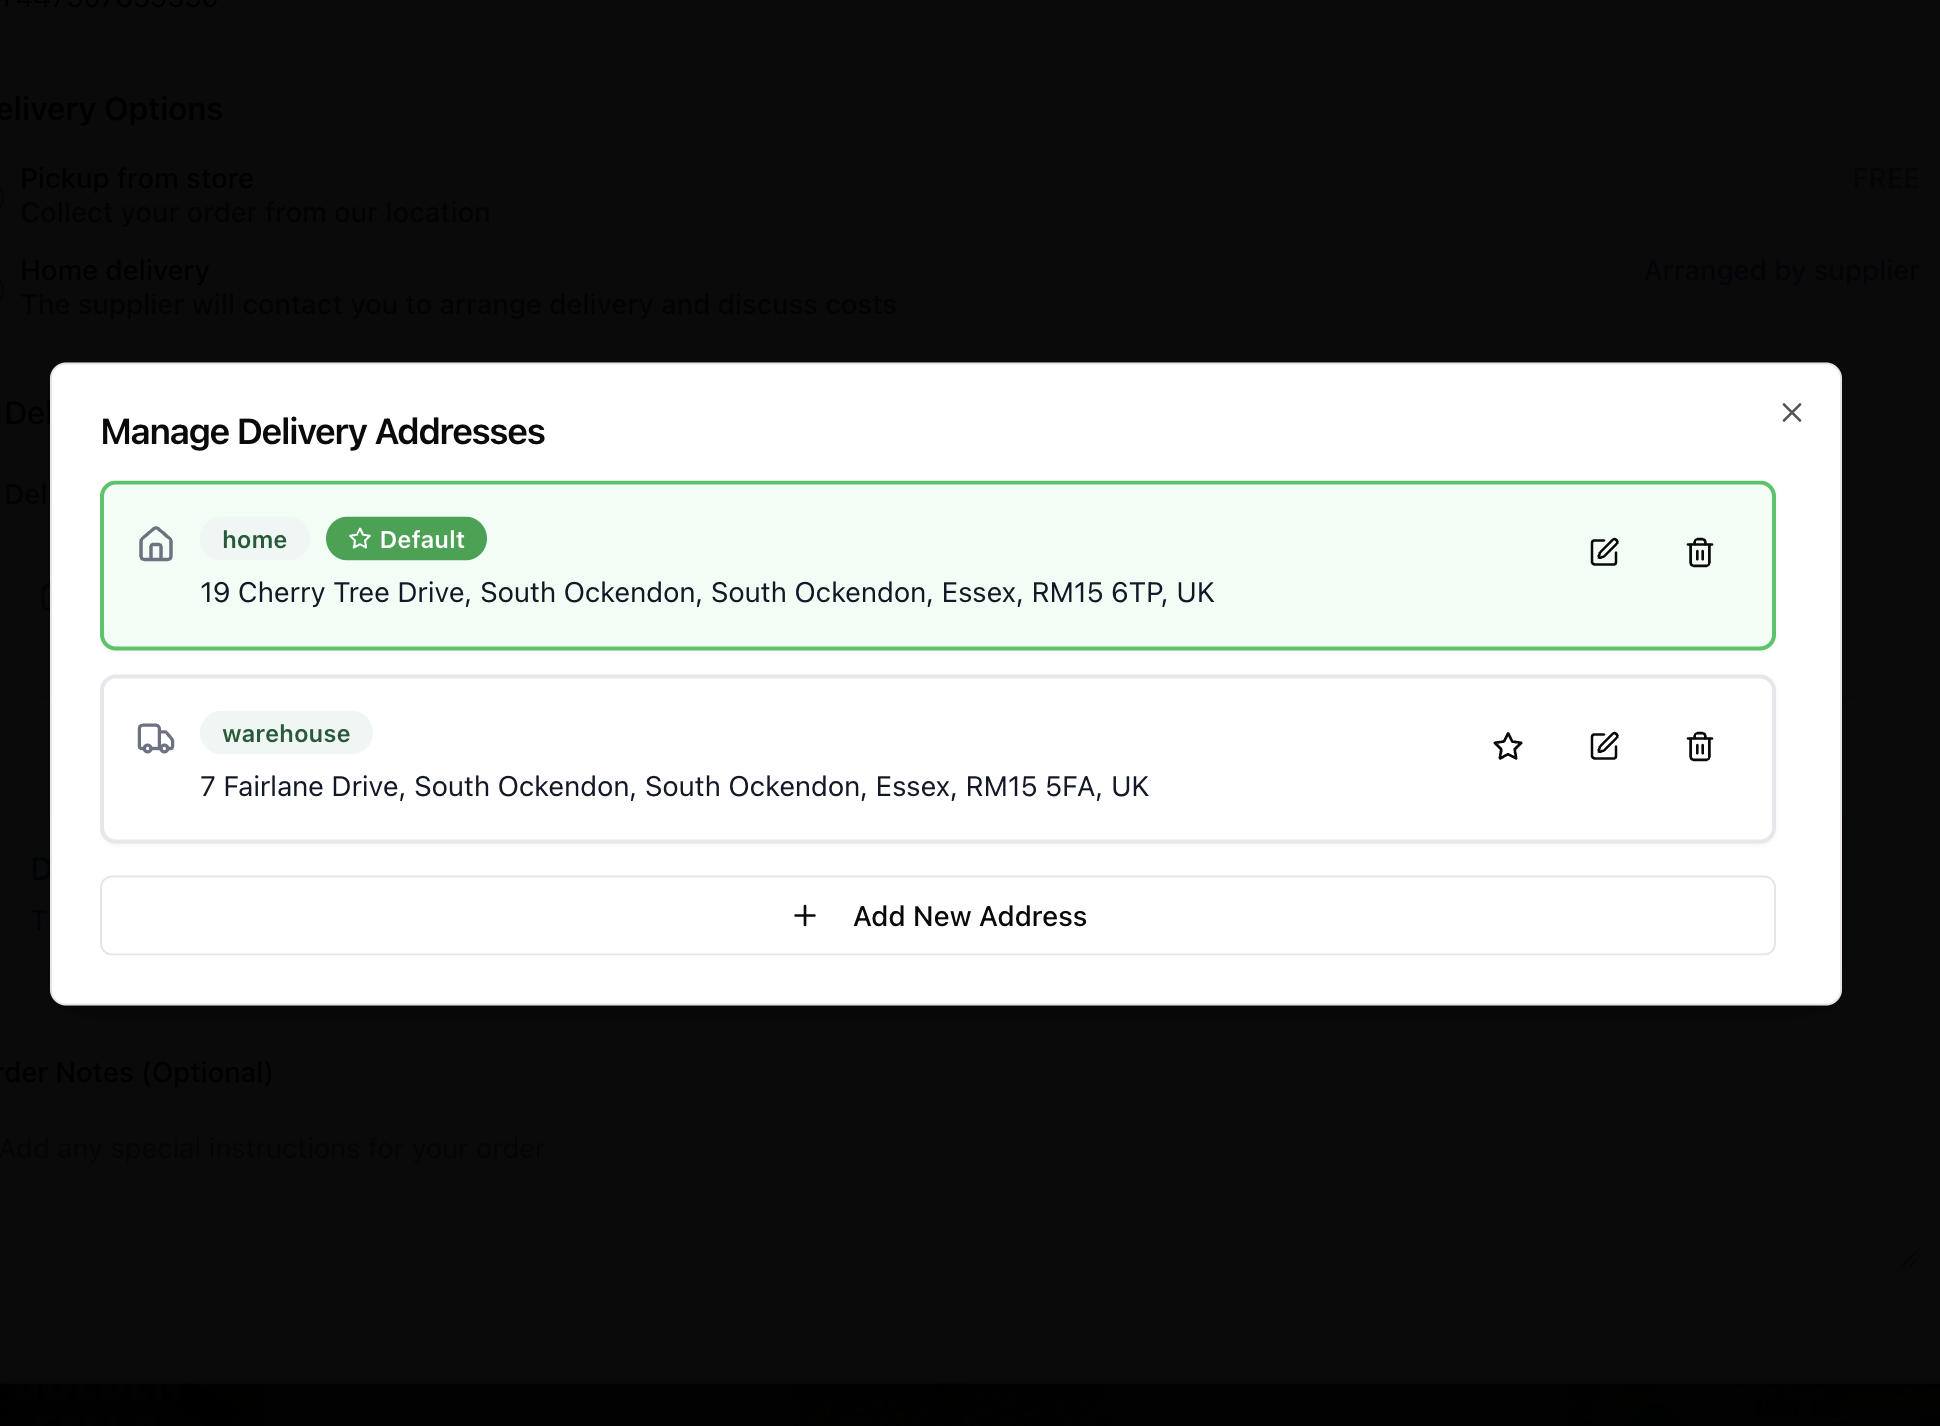 elivery Options
Pickup from store
FREE
Collect your order from our location
Home delivery
Arranged by supplier
The supplier will contact you to arrange delivery and discuss costs
Manage Delivery Addresses
home
Default
19 Cherry Tree Drive, South Ockendon, South Ockendon, Essex, RM15 6TP, UK
warehouse
7 Fairlane Drive, South Ockendon, South Ockendon, Essex, RM15 5FA, UK
Add New Address
rder Notes (Optional)
Add any special instructions for your order